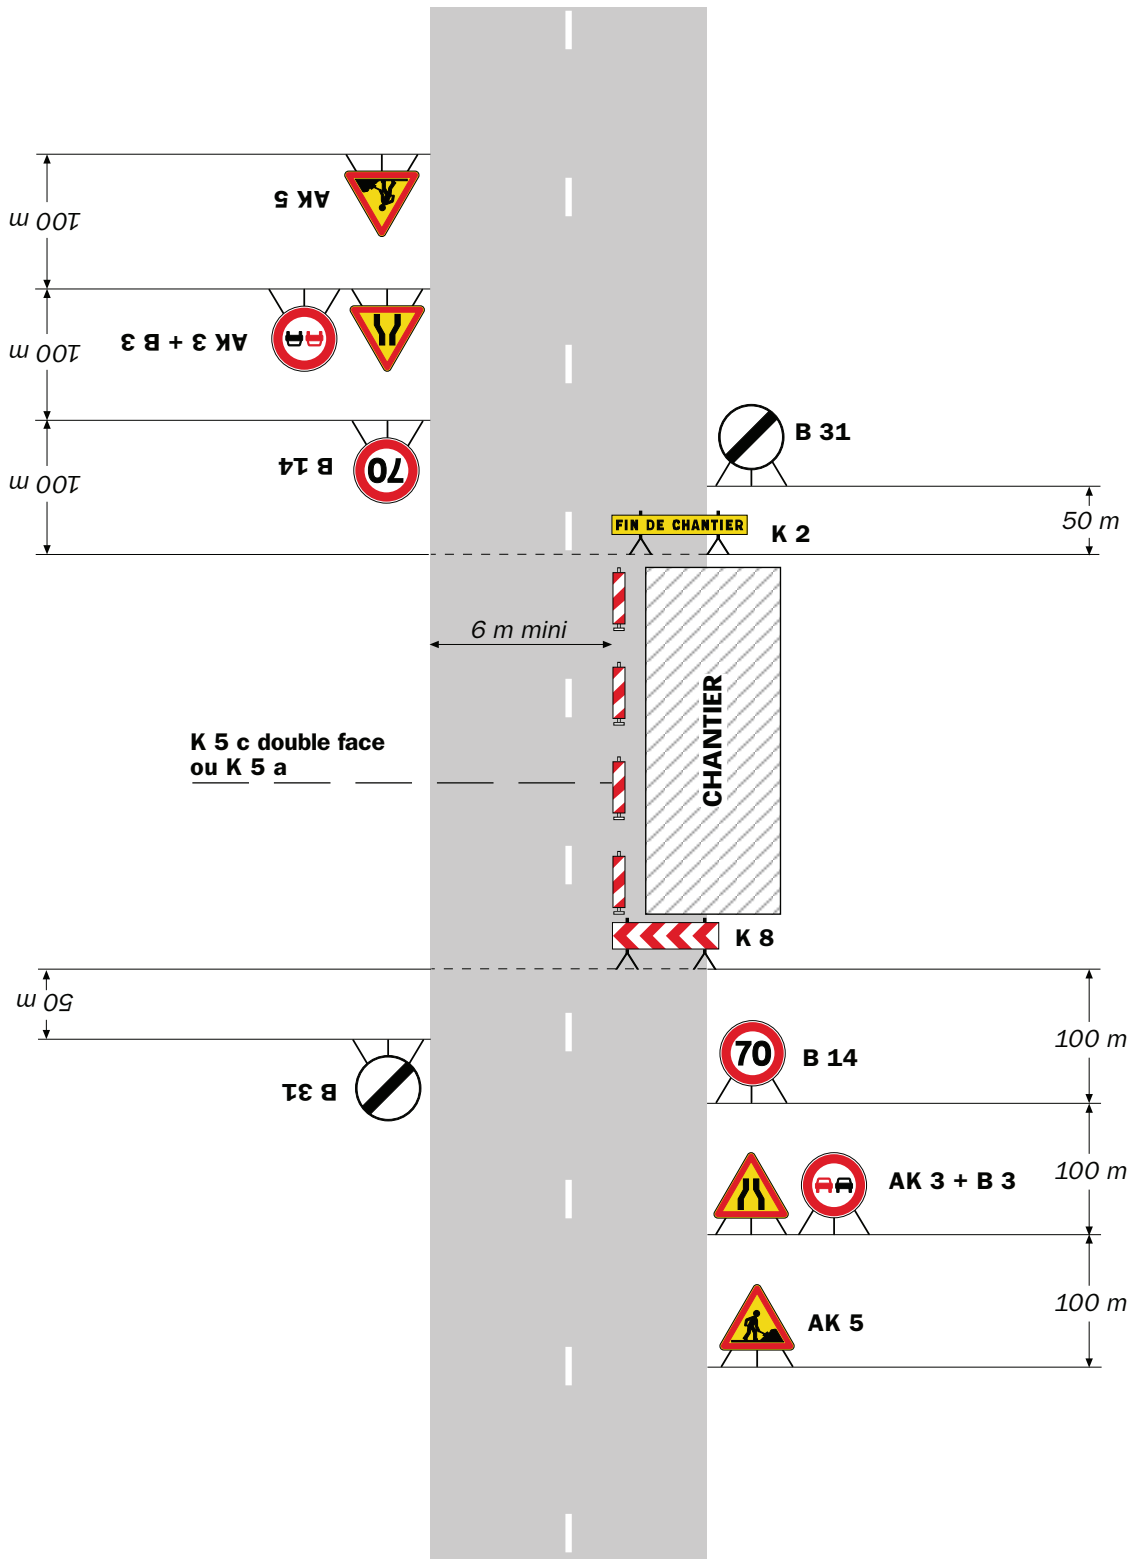 AK 5
100 m
AK 3 + B 3
100 m
B 14
70
100 m
B 31
50 m
FIN DE CHANTIER
K 2
6 m mini
CHANTIER
K 5 c double face
ou K 5 a
K 8
50 m
B 31
70
B 14
100 m
AK 3 + B 3
100 m
AK 5
100 m